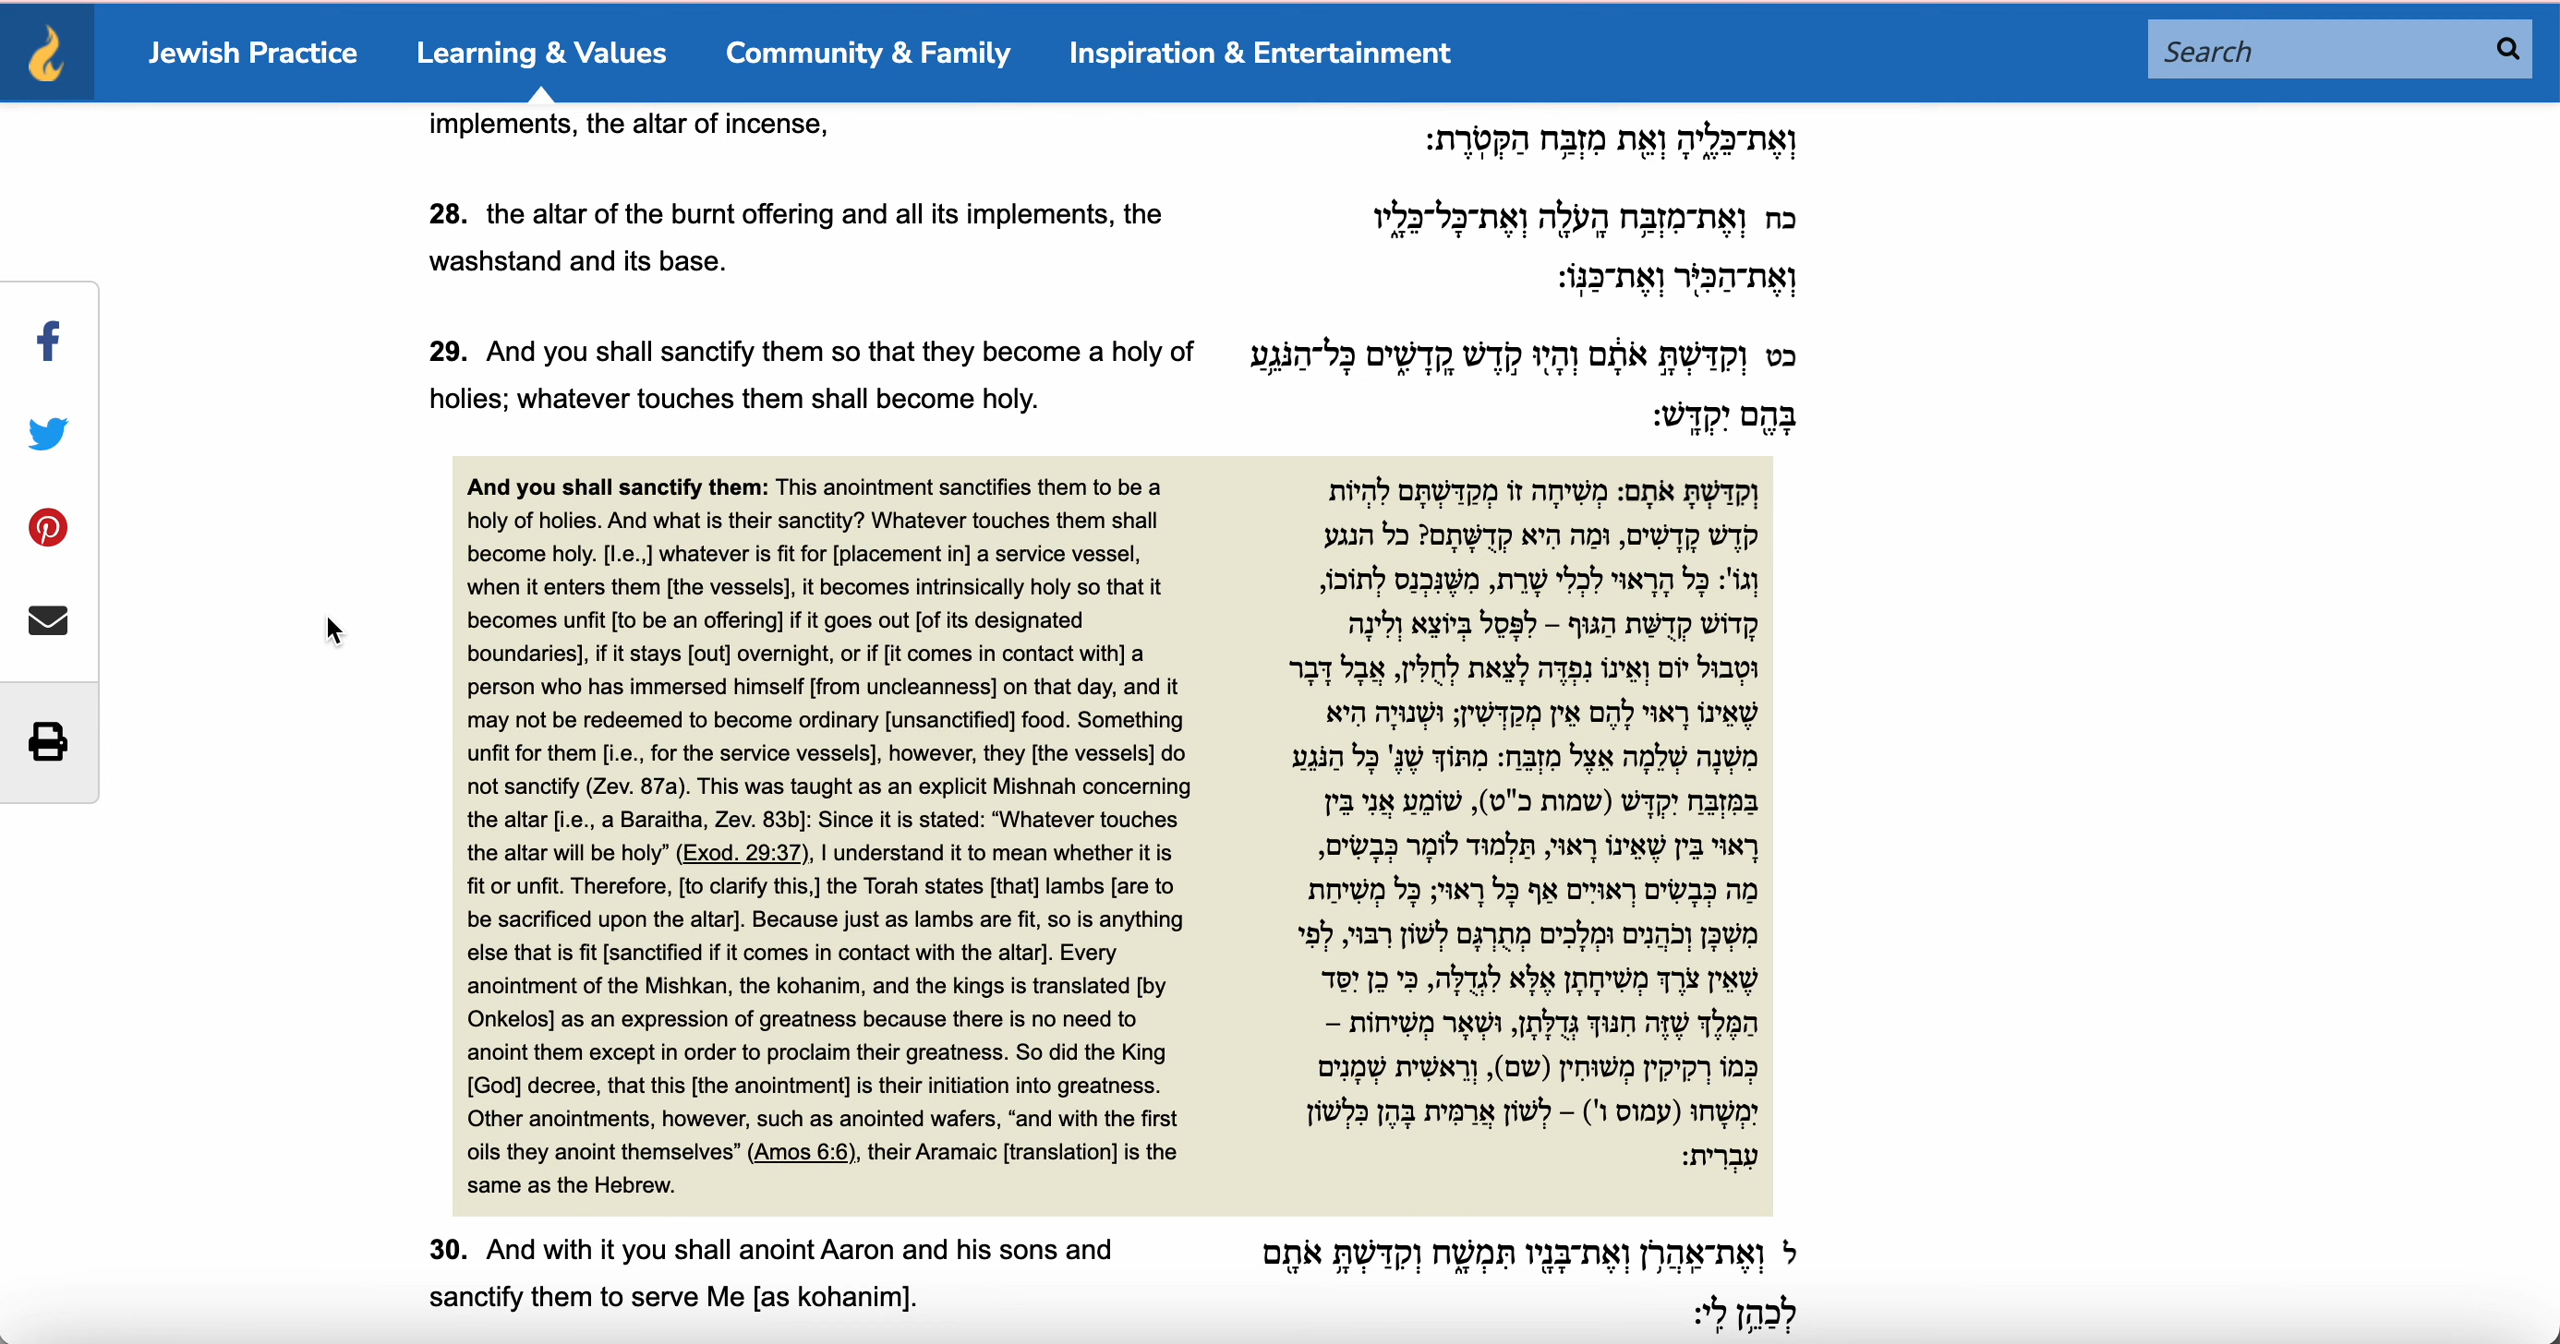 Jewish Practice
Learning & Values
Community & Family
Inspiration & Entertainment
Search
implements, the altar of incense,
וְאֶת־כֵּלֶ֑יהָ וְאֵ֖ת מִזְבַּ֥ח הַקְּטֹֽרֶת:
28. the altar of the burnt offering and all its implements, the
washstand and its base.
כח וְאֶת־מִזְבַּ֥ח הָֽעֹלָ֖ה וְאֶת־כָּל־כֵּלָ֑יו
וְאֶת־הַכִּיֹּ֖ר וְאֶת־כַּנּֽוֹ:
29. And you shall sanctify them so that they become a holy of
holies; whatever touches them shall become holy.
כט וְקִדַּשְׁתָּ֣ אֹתָ֔ם וְהָי֖וּ קֹ֣דֶשׁ קָֽדָשִׁ֑ים כָּל־הַנֹּגֵ֥עַ
בָּהֶ֖ם יִקְדָּֽשׁ:
And you shall sanctify them: This anointment sanctifies them to be a
holy of holies. And what is their sanctity? Whatever touches them shall
become holy. [I.e.,] whatever is fit for [placement in] a service vessel,
when it enters them [the vessels], it becomes intrinsically holy so that it
becomes unfit [to be an offering] if it goes out [of its designated
boundaries], if it stays [out] overnight, or if [it comes in contact with] a
person who has immersed himself [from uncleanness] on that day, and it
may not be redeemed to become ordinary [unsanctified] food. Something
unfit for them [i.e., for the service vessels], however, they [the vessels] do
not sanctify (Zev. 87a). This was taught as an explicit Mishnah concerning
the altar [i.e., a Baraitha, Zev. 83b]: Since it is stated: “Whatever touches
the altar will be holy” (Exod. 29:37), I understand it to mean whether it is
fit or unfit. Therefore, [to clarify this,] the Torah states [that] lambs [are to
be sacrificed upon the altar]. Because just as lambs are fit, so is anything
else that is fit [sanctified if it comes in contact with the altar]. Every
anointment of the Mishkan, the kohanim, and the kings is translated [by
Onkelos] as an expression of greatness because there is no need to
anoint them except in order to proclaim their greatness. So did the King
[God] decree, that this [the anointment] is their initiation into greatness.
Other anointments, however, such as anointed wafers, “and with the first
oils they anoint themselves” (Amos 6:6), their Aramaic [translation] is the
same as the Hebrew.
וְקִדַּשְׁתָּ אֹתָם: מְשִׁיחָה זוֹ מְקַדַּשְׁתָּם לִהְיוֹת
קֹדֶשׁ קָדָשִׁים, וּמַה הִיא קְדֻשָּׁתָם? כל הנגע
וְגוֹ': כָּל הָרָאוּי לִכְלִי שָׁרֵת, מִשֶּׁנִּכְנַס לְתוֹכוֹ,
קָדוֹשׁ קְדֻשַּׁת הַגּוּף – לִפָּסֵל בְּיוֹצֵא וְלִינָה
וּטְבוּל יוֹם וְאֵינוֹ נִפְדֶּה לָצֵאת לְחֻלִּין, אֲבָל דָּבָר
שֶׁאֵינוֹ רָאוּי לָהֶם אֵין מְקַדְּשִׁין; וּשְׁנוּיָה הִיא
מִשְׁנָה שְׁלֵמָה אֵצֶל מִזְבֵּחַ: מִתּוֹךְ שֶׁנֶּ' כָּל הַנֹּגֵעַ
בַּמִּזְבֵּחַ יִקְדָּשׁ (שמות כ"ט), שׁוֹמֵעַ אֲנִי בֵּין
רָאוּי בֵּין שֶׁאֵינוֹ רָאוּי, תַּלְמוּד לוֹמָר כְּבָשִׂים,
מַה כְּבָשִׂים רְאוּיִים אַף כָּל רָאוּי; כָּל מְשִׁיחַת
מִשְׁכָּן וְכֹהֲנִים וּמְלָכִים מְתֻרְגָּם לְשׁוֹן רִבּוּי, לְפִי
שֶׁאֵין צֹרֶךְ מְשִׁיחָתָן אֶלָּא לִגְדֻלָּה, כִּי כֵן יִסַּד
הַמֶּלֶךְ שֶׁזֶּה חִנּוּךְ גְּדֻלָּתָן, וּשְׁאָר מְשִׁיחוֹת –
כְּמוֹ רְקִיקִין מְשׁוּחִין (שם), וְרֵאשִׁית שְׁמָנִים
יִמְשָׁחוּ (עמוס ו') – לְשׁוֹן אֲרַמִּית בָּהֶן כִּלְשׁוֹן
עִבְרִית:
30. And with it you shall anoint Aaron and his sons and
sanctify them to serve Me [as kohanim].
ל וְאֶת־אַֽהֲרֹ֥ן וְאֶת־בָּנָ֖יו תִּמְשָׁ֑ח וְקִדַּשְׁתָּ֥ אֹתָ֖ם
לְכַהֵ֥ן לִֽי: